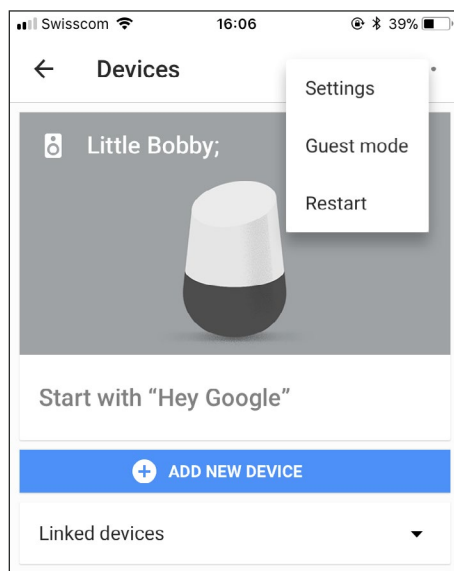 Swisscom 16:06 39%
Devices
Settings
Guest mode
Restart
Little Bobby;
Start with “Hey Google”
ADD NEW DEVICE
Linked devices